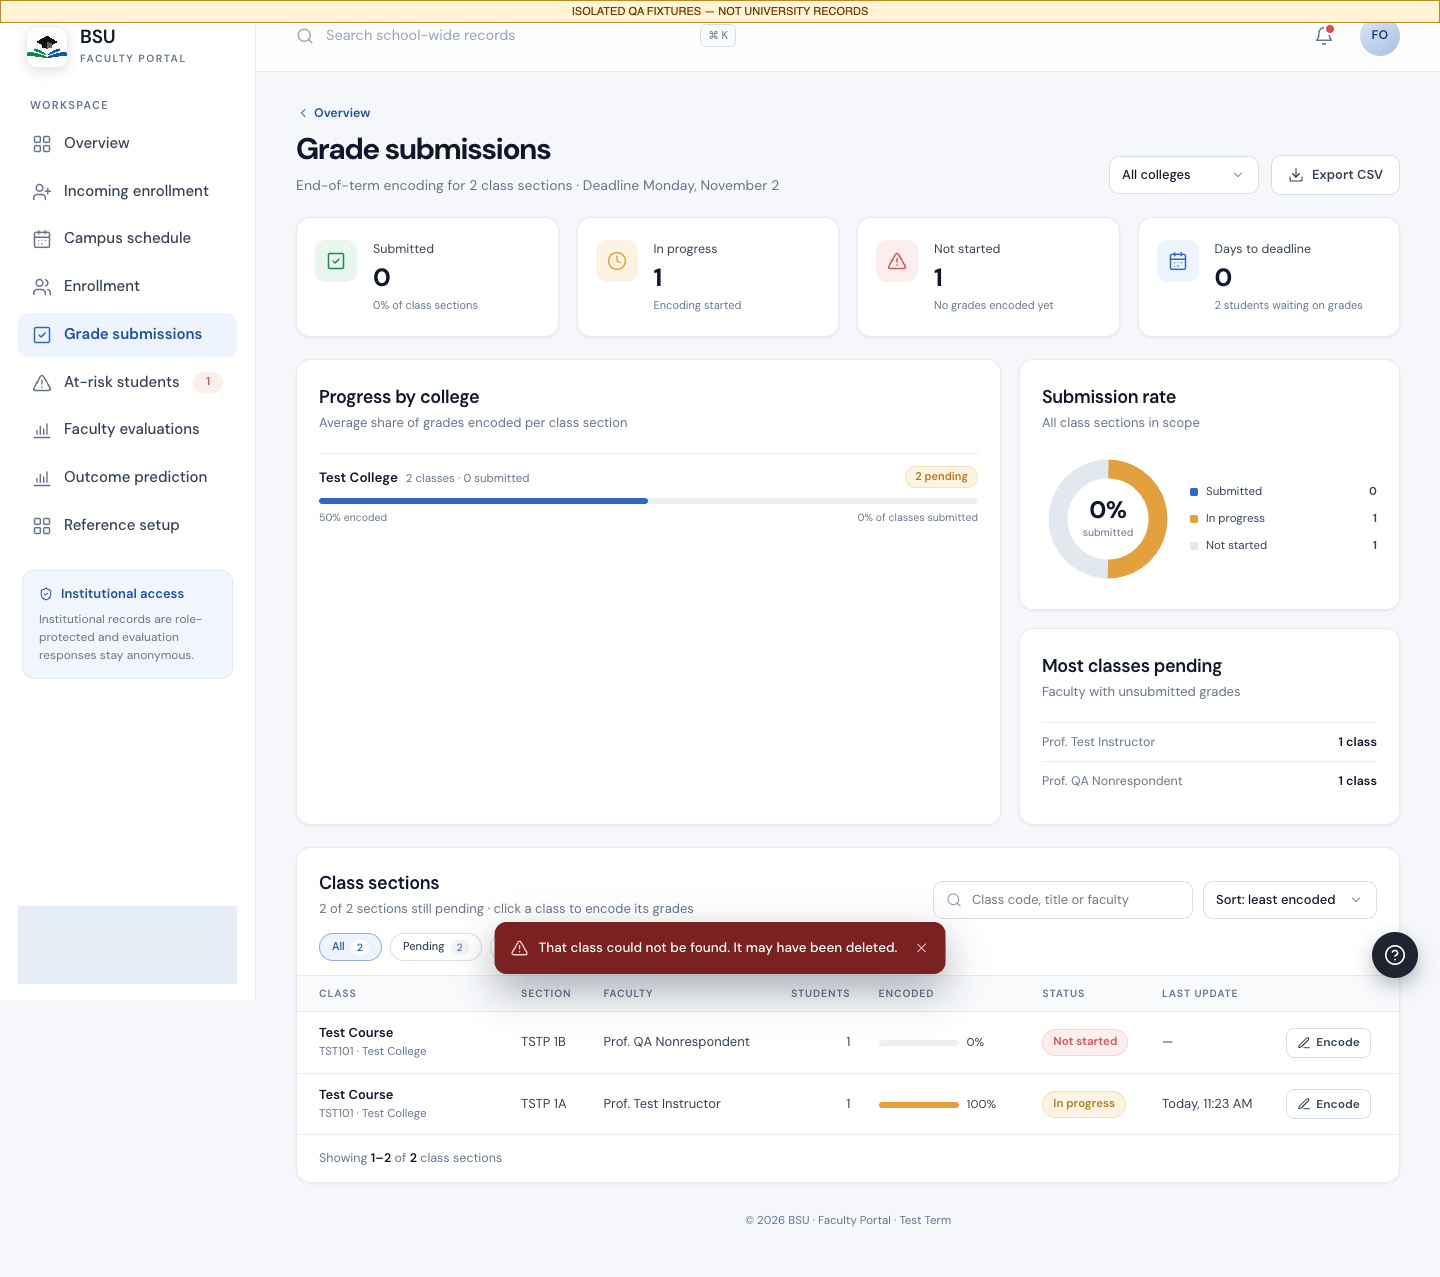 ISOLATED QA FIXTURES — NOT UNIVERSITY RECORDS
BSU
FACULTY PORTAL
Search school-wide records
⌘ K
FO
WORKSPACE
Overview
Incoming enrollment
Campus schedule
Enrollment
Grade submissions
At-risk students 1
Faculty evaluations
Outcome prediction
Reference setup
Institutional access
Institutional records are role-
protected and evaluation
responses stay anonymous.
Overview
Grade submissions
End-of-term encoding for 2 class sections · Deadline Monday, November 2
All colleges
Export CSV
Submitted
0
0% of class sections
In progress
1
Encoding started
Not started
1
No grades encoded yet
Days to deadline
0
2 students waiting on grades
Progress by college
Average share of grades encoded per class section
Test College 2 classes · 0 submitted
2 pending
50% encoded
0% of classes submitted
Submission rate
All class sections in scope
0%
submitted
Submitted 0
In progress 1
Not started 1
Most classes pending
Faculty with unsubmitted grades
Prof. Test Instructor 1 class
Prof. QA Nonrespondent 1 class
Class sections
2 of 2 sections still pending · click a class to encode its grades
Class code, title or faculty
Sort: least encoded
All 2
Pending 2
That class could not be found. It may have been deleted.
CLASS SECTION FACULTY STUDENTS ENCODED STATUS LAST UPDATE
Test Course
TST101 · Test College
TSTP 1B Prof. QA Nonrespondent 1 0% Not started — Encode
Test Course
TST101 · Test College
TSTP 1A Prof. Test Instructor 1 100% In progress Today, 11:23 AM Encode
Showing 1–2 of 2 class sections
© 2026 BSU · Faculty Portal · Test Term